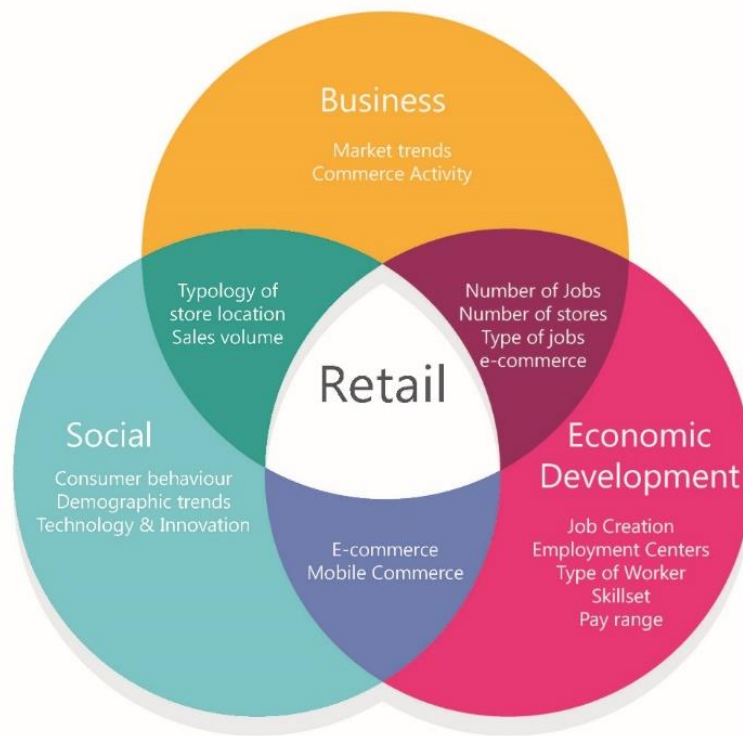 Business
Market trends
Commerce Activity
Typology of
store location
Sales volume
Number of Jobs
Number of stores
Type of jobs
e-commerce
Retail
Social
Consumer behaviour
Demographic trends
Technology & Innovation
Economic
Development
Job Creation
Employment Centers
Type of Worker
Skillset
Pay range
E-commerce
Mobile Commerce